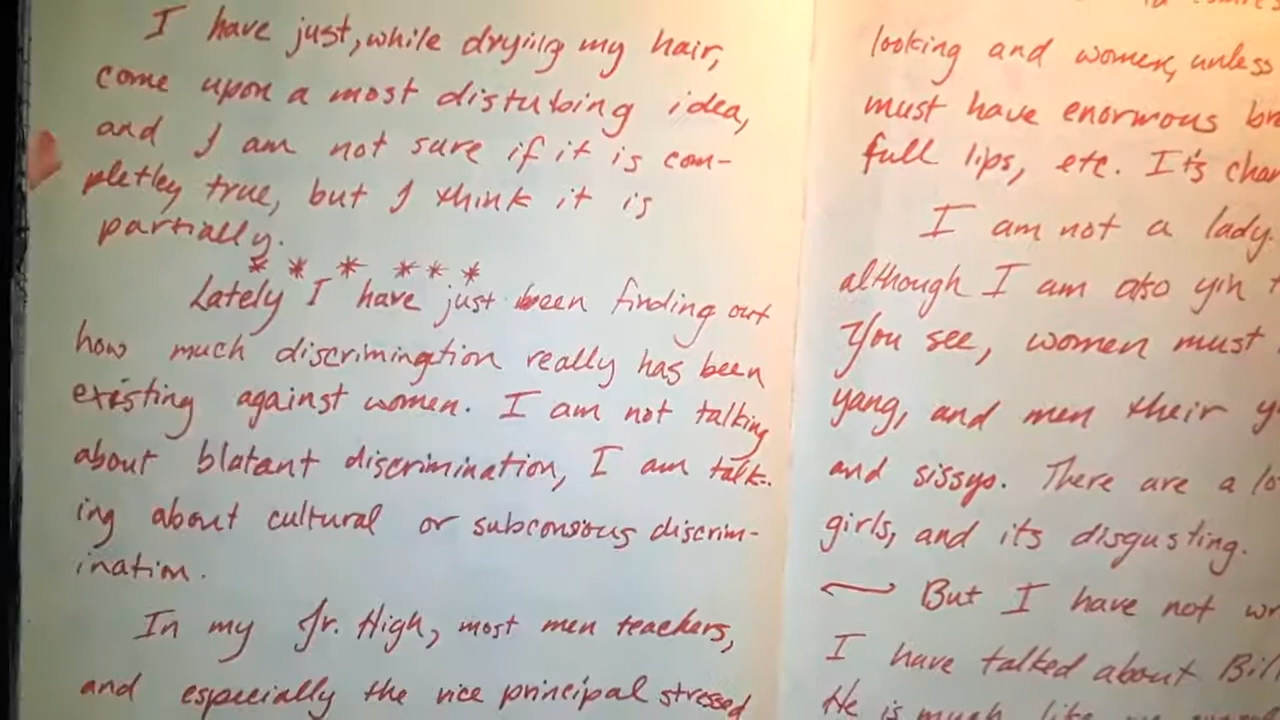 I have just, while drying my hair,
come upon a most distubing idea,
and I am not sure if it is com-
pletley true, but I think it is
partially.
* * * * * *
Lately I have just been finding out
how much discrimination really has been
existing against women. I am not talking
about blatant discrimination, I am talk-
ing about cultural or subconsious discrim-
ination.
In my Jr. High, most men teachers,
and especially the vice principal stressed
looking and women, unless
must have enormous
full lips, etc. It's
I am not a lady.
although I am also yin
You see, women must
yang, and men their
and sissys. There are a
girls, and its disgusting.
But I have not
I have talked about
He is much like